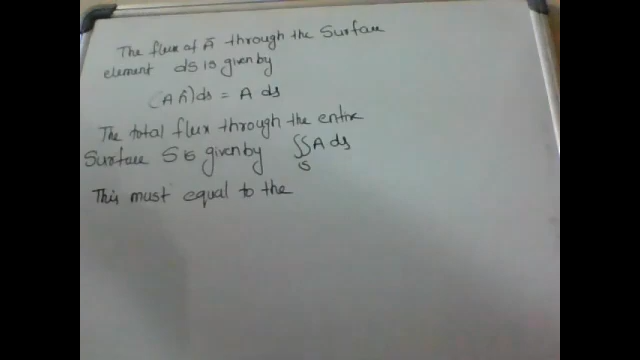 The flux of Ā through the Surface
element ds is given by
(A n̂)ds = A ds
The total flux through the entire
Surface S is given by ∬ A ds
S
This must equal to the